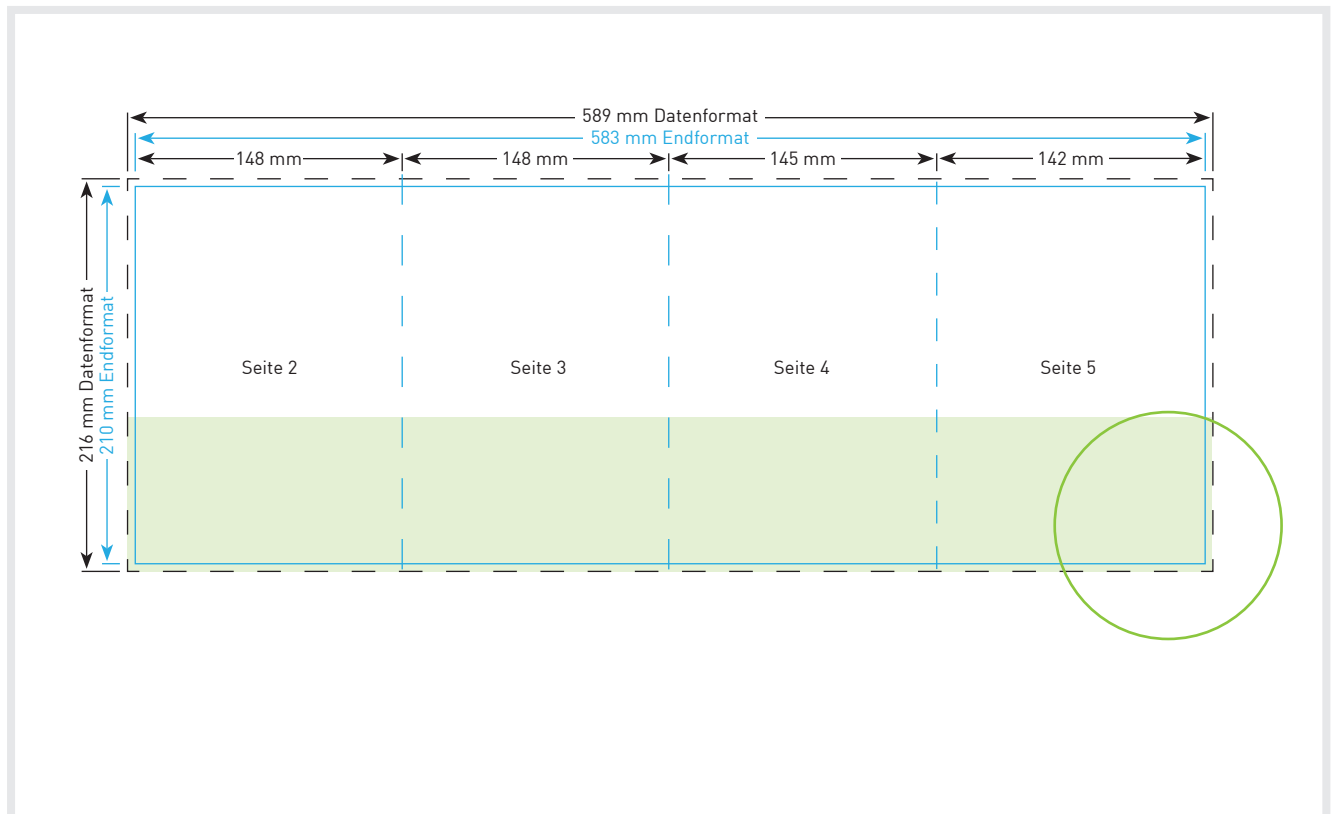 589 mm Datenformat
583 mm Endformat
148 mm
148 mm
145 mm
142 mm
216 mm Datenformat
210 mm Endformat
Seite 2
Seite 3
Seite 4
Seite 5